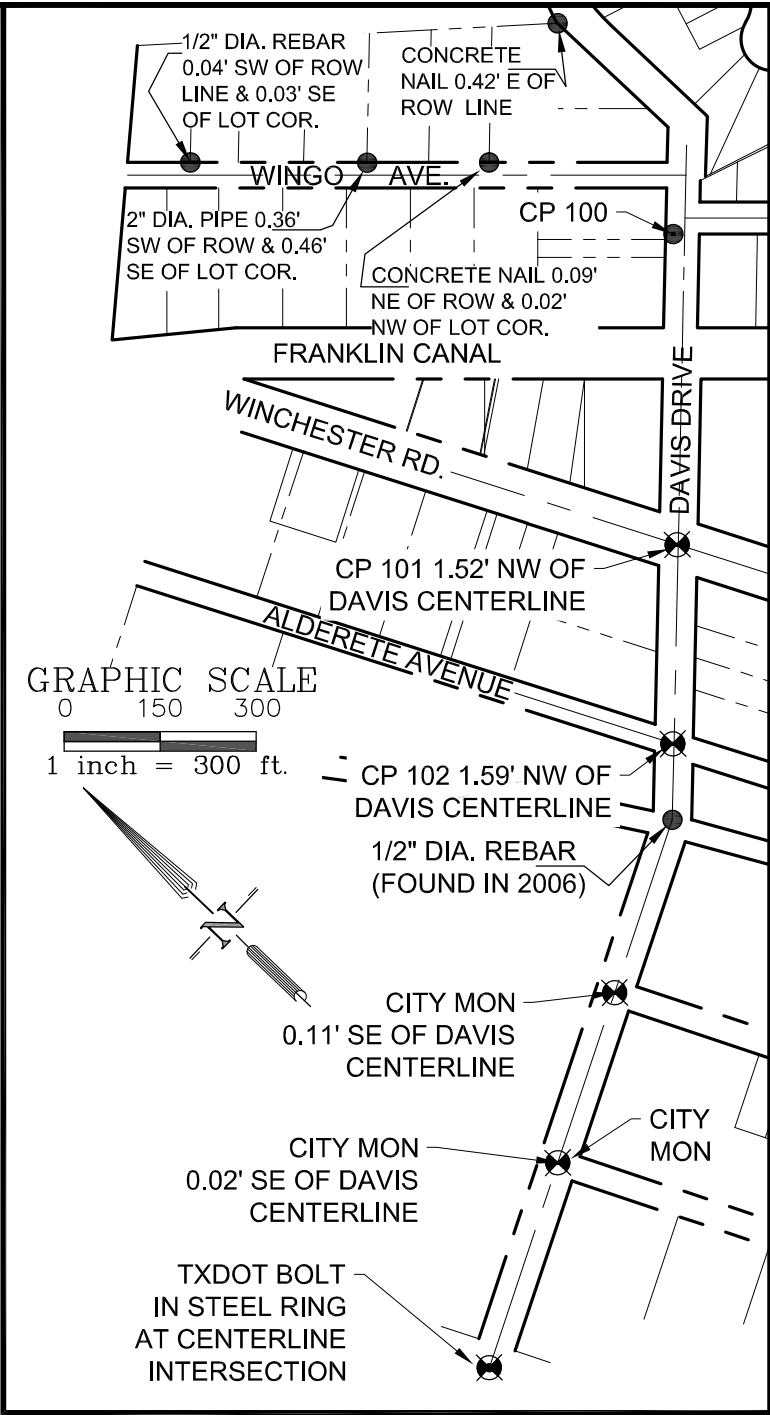 1/2" DIA. REBAR
0.04' SW OF ROW
LINE & 0.03' SE
OF LOT COR.
CONCRETE
NAIL 0.42' E OF
ROW LINE
WINGO AVE.
2" DIA. PIPE 0.36'
SW OF ROW & 0.46'
SE OF LOT COR.
CP 100
CONCRETE NAIL 0.09'
NE OF ROW & 0.02'
NW OF LOT COR.
FRANKLIN CANAL
DAVIS DRIVE
WINCHESTER RD.
CP 101 1.52' NW OF
DAVIS CENTERLINE
ALDERETE AVENUE
GRAPHIC SCALE
0 150 300
1 inch = 300 ft.
CP 102 1.59' NW OF
DAVIS CENTERLINE
1/2" DIA. REBAR
(FOUND IN 2006)
N
CITY MON
0.11' SE OF DAVIS
CENTERLINE
CITY MON
0.02' SE OF DAVIS
CENTERLINE
CITY
MON
TXDOT BOLT
IN STEEL RING
AT CENTERLINE
INTERSECTION